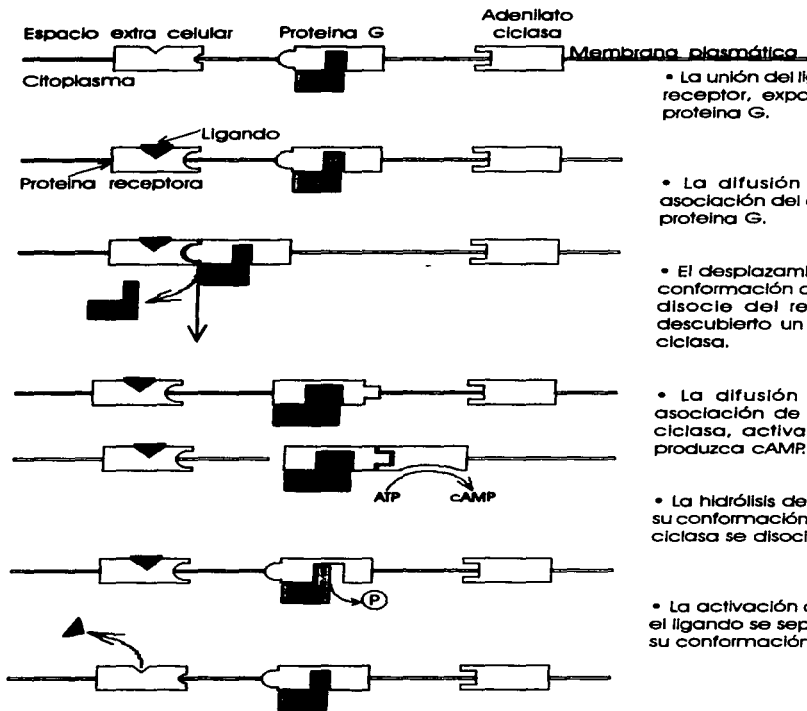 Espacio extra celular
Proteina G
Adenilato
ciclasa
Membrana plasmática
Citoplasma
Ligando
Proteina receptora
ATP
cAMP
P
• La unión del li
receptor, expo
proteina G.
• La difusión
asociación del
proteina G.
• El desplazami
conformación
disocie del re
descubierto un
ciclasa.
• La difusión
asociación de
ciclasa, activa
produzca cAMP.
• La hidrólisis de
su conformación
ciclasa se disoci
• La activación
el ligando se sep
su conformación